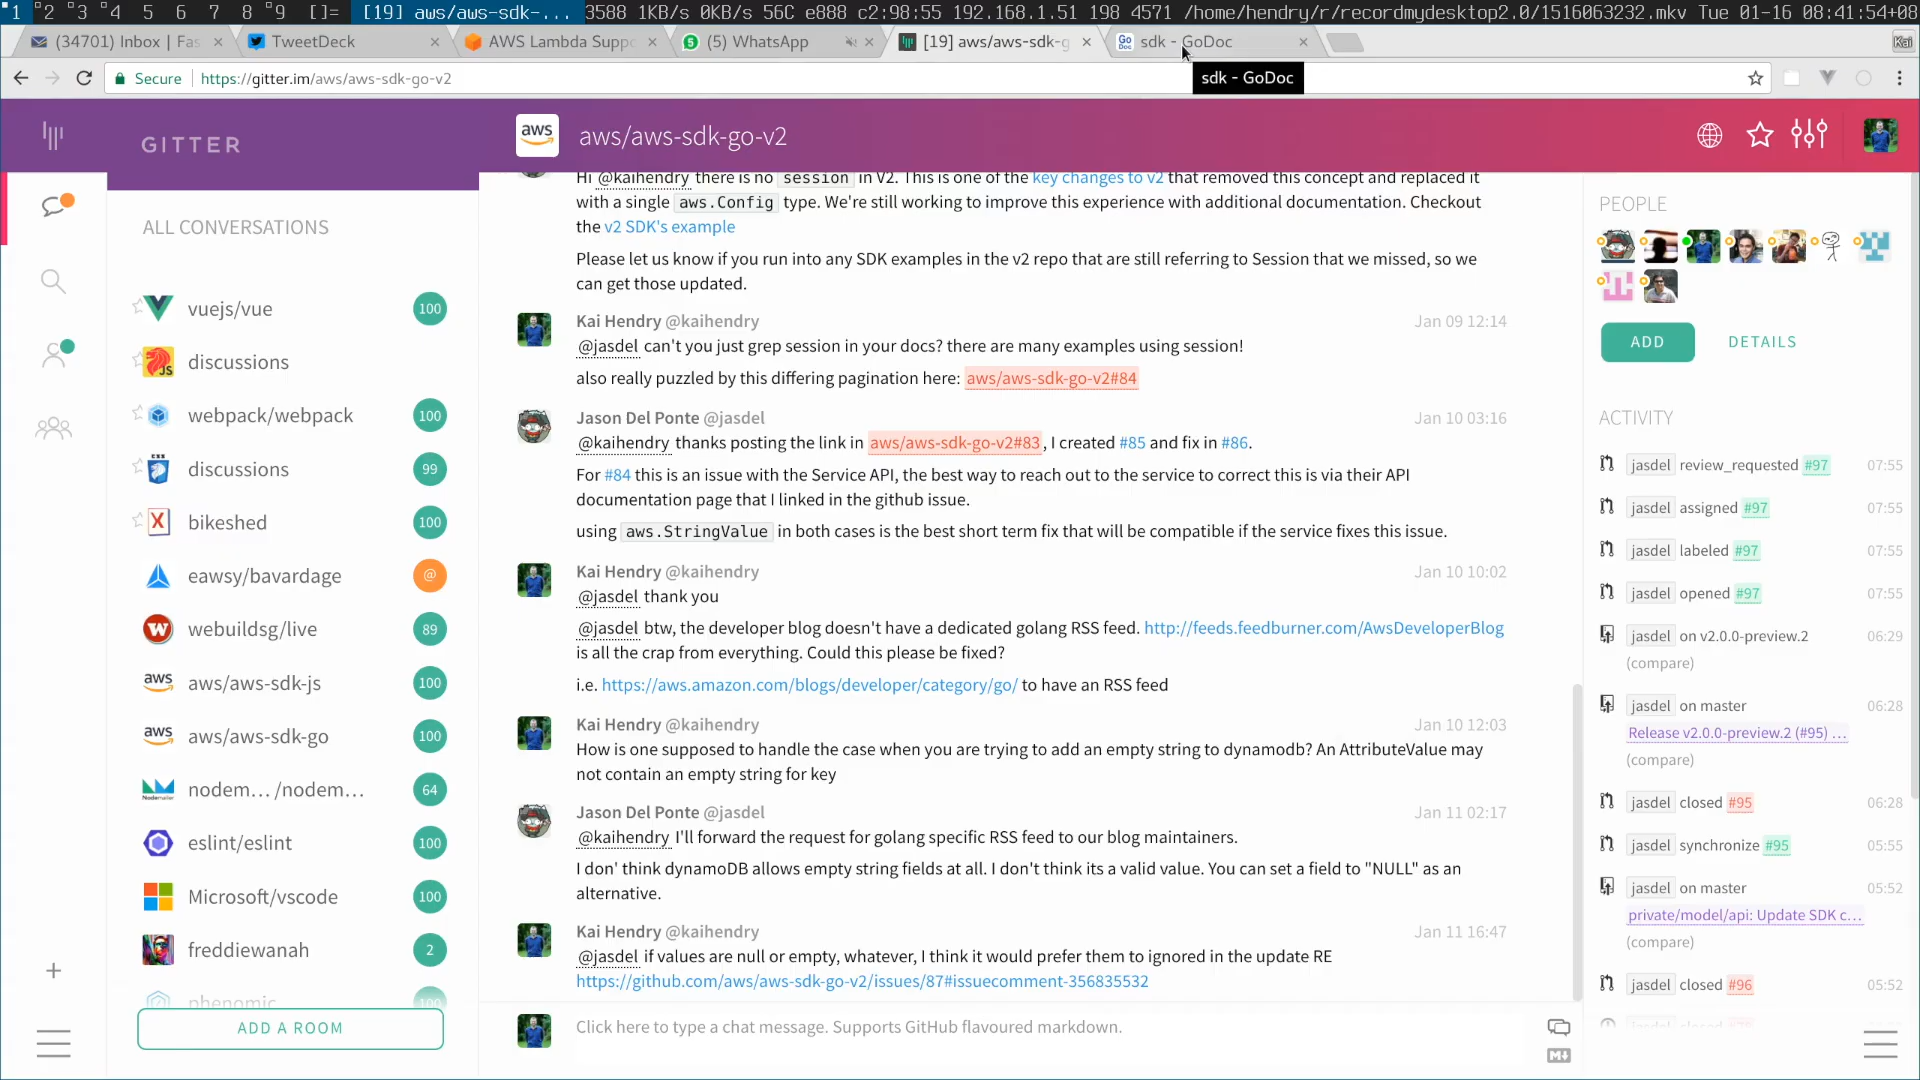 1 2 3 4 5 6 7 8 9 []= [19] aws/aws-sdk-... 3588 1KB/s 0KB/s 56C e888 c2:98:55 192.168.1.51 198 4571 /home/hendry/r/recordmydesktop2.0/1516063232.mkv Tue 01-16 08:41:54+08
(34701) Inbox | Fas
TweetDeck
AWS Lambda Suppo
(5) WhatsApp
[19] aws/aws-sdk-g
sdk - GoDoc
Kai
Secure https://gitter.im/aws/aws-sdk-go-v2
sdk - GoDoc
GITTER
aws aws/aws-sdk-go-v2
ALL CONVERSATIONS
vuejs/vue 100
discussions
webpack/webpack 100
discussions 99
bikeshed 100
eawsy/bavardage @
webuildsg/live 89
aws aws/aws-sdk-js 100
aws aws/aws-sdk-go 100
nodem... /nodem... 64
eslint/eslint 100
Microsoft/vscode 100
freddiewanah 2
phenomic 100
ADD A ROOM
Hi @kaihendry there is no session in V2. This is one of the key changes to v2 that removed this concept and replaced it
with a single aws.Config type. We're still working to improve this experience with additional documentation. Checkout
the v2 SDK's example
Please let us know if you run into any SDK examples in the v2 repo that are still referring to Session that we missed, so we
can get those updated.
Kai Hendry @kaihendry Jan 09 12:14
@jasdel can't you just grep session in your docs? there are many examples using session!
also really puzzled by this differing pagination here: aws/aws-sdk-go-v2#84
Jason Del Ponte @jasdel Jan 10 03:16
@kaihendry thanks posting the link in aws/aws-sdk-go-v2#83, I created #85 and fix in #86.
For #84 this is an issue with the Service API, the best way to reach out to the service to correct this is via their API
documentation page that I linked in the github issue.
using aws.StringValue in both cases is the best short term fix that will be compatible if the service fixes this issue.
Kai Hendry @kaihendry Jan 10 10:02
@jasdel thank you
@jasdel btw, the developer blog doesn't have a dedicated golang RSS feed. http://feeds.feedburner.com/AwsDeveloperBlog
is all the crap from everything. Could this please be fixed?
i.e. https://aws.amazon.com/blogs/developer/category/go/ to have an RSS feed
Kai Hendry @kaihendry Jan 10 12:03
How is one supposed to handle the case when you are trying to add an empty string to dynamodb? An AttributeValue may
not contain an empty string for key
Jason Del Ponte @jasdel Jan 11 02:17
@kaihendry I'll forward the request for golang specific RSS feed to our blog maintainers.
I don' think dynamoDB allows empty string fields at all. I don't think its a valid value. You can set a field to "NULL" as an
alternative.
Kai Hendry @kaihendry Jan 11 16:47
@jasdel if values are null or empty, whatever, I think it would prefer them to ignored in the update RE
https://github.com/aws/aws-sdk-go-v2/issues/87#issuecomment-356835532
Click here to type a chat message. Supports GitHub flavoured markdown.
PEOPLE
ADD DETAILS
ACTIVITY
jasdel review_requested #97 07:55
jasdel assigned #97 07:55
jasdel labeled #97 07:55
jasdel opened #97 07:55
jasdel on v2.0.0-preview.2 06:29
(compare)
jasdel on master 06:28
Release v2.0.0-preview.2 (#95) ...
(compare)
jasdel closed #95 06:28
jasdel synchronize #95 05:55
jasdel on master 05:52
private/model/api: Update SDK c...
(compare)
jasdel closed #96 05:52